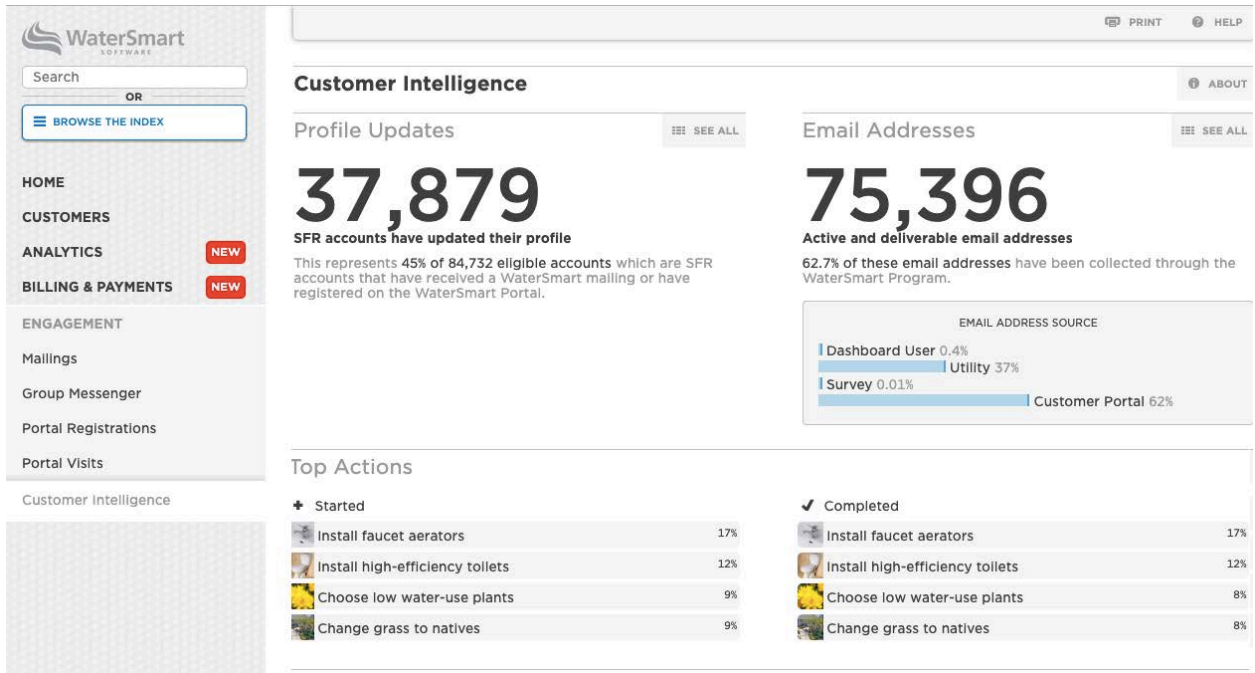 WaterSmart
SOFTWARE
Search
OR
BROWSE THE INDEX
HOME
CUSTOMERS
ANALYTICS NEW
BILLING & PAYMENTS NEW
ENGAGEMENT
Mailings
Group Messenger
Portal Registrations
Portal Visits
Customer Intelligence
PRINT HELP
Customer Intelligence
ABOUT
Profile Updates
SEE ALL
37,879
SFR accounts have updated their profile
This represents 45% of 84,732 eligible accounts which are SFR
accounts that have received a WaterSmart mailing or have
registered on the WaterSmart Portal.
Email Addresses
SEE ALL
75,396
Active and deliverable email addresses
62.7% of these email addresses have been collected through the
WaterSmart Program.
EMAIL ADDRESS SOURCE
Dashboard User 0.4%
Utility 37%
Survey 0.01%
Customer Portal 62%
Top Actions
Started
Install faucet aerators 17%
Install high-efficiency toilets 12%
Choose low water-use plants 9%
Change grass to natives 9%
Completed
Install faucet aerators 17%
Install high-efficiency toilets 12%
Choose low water-use plants 8%
Change grass to natives 8%